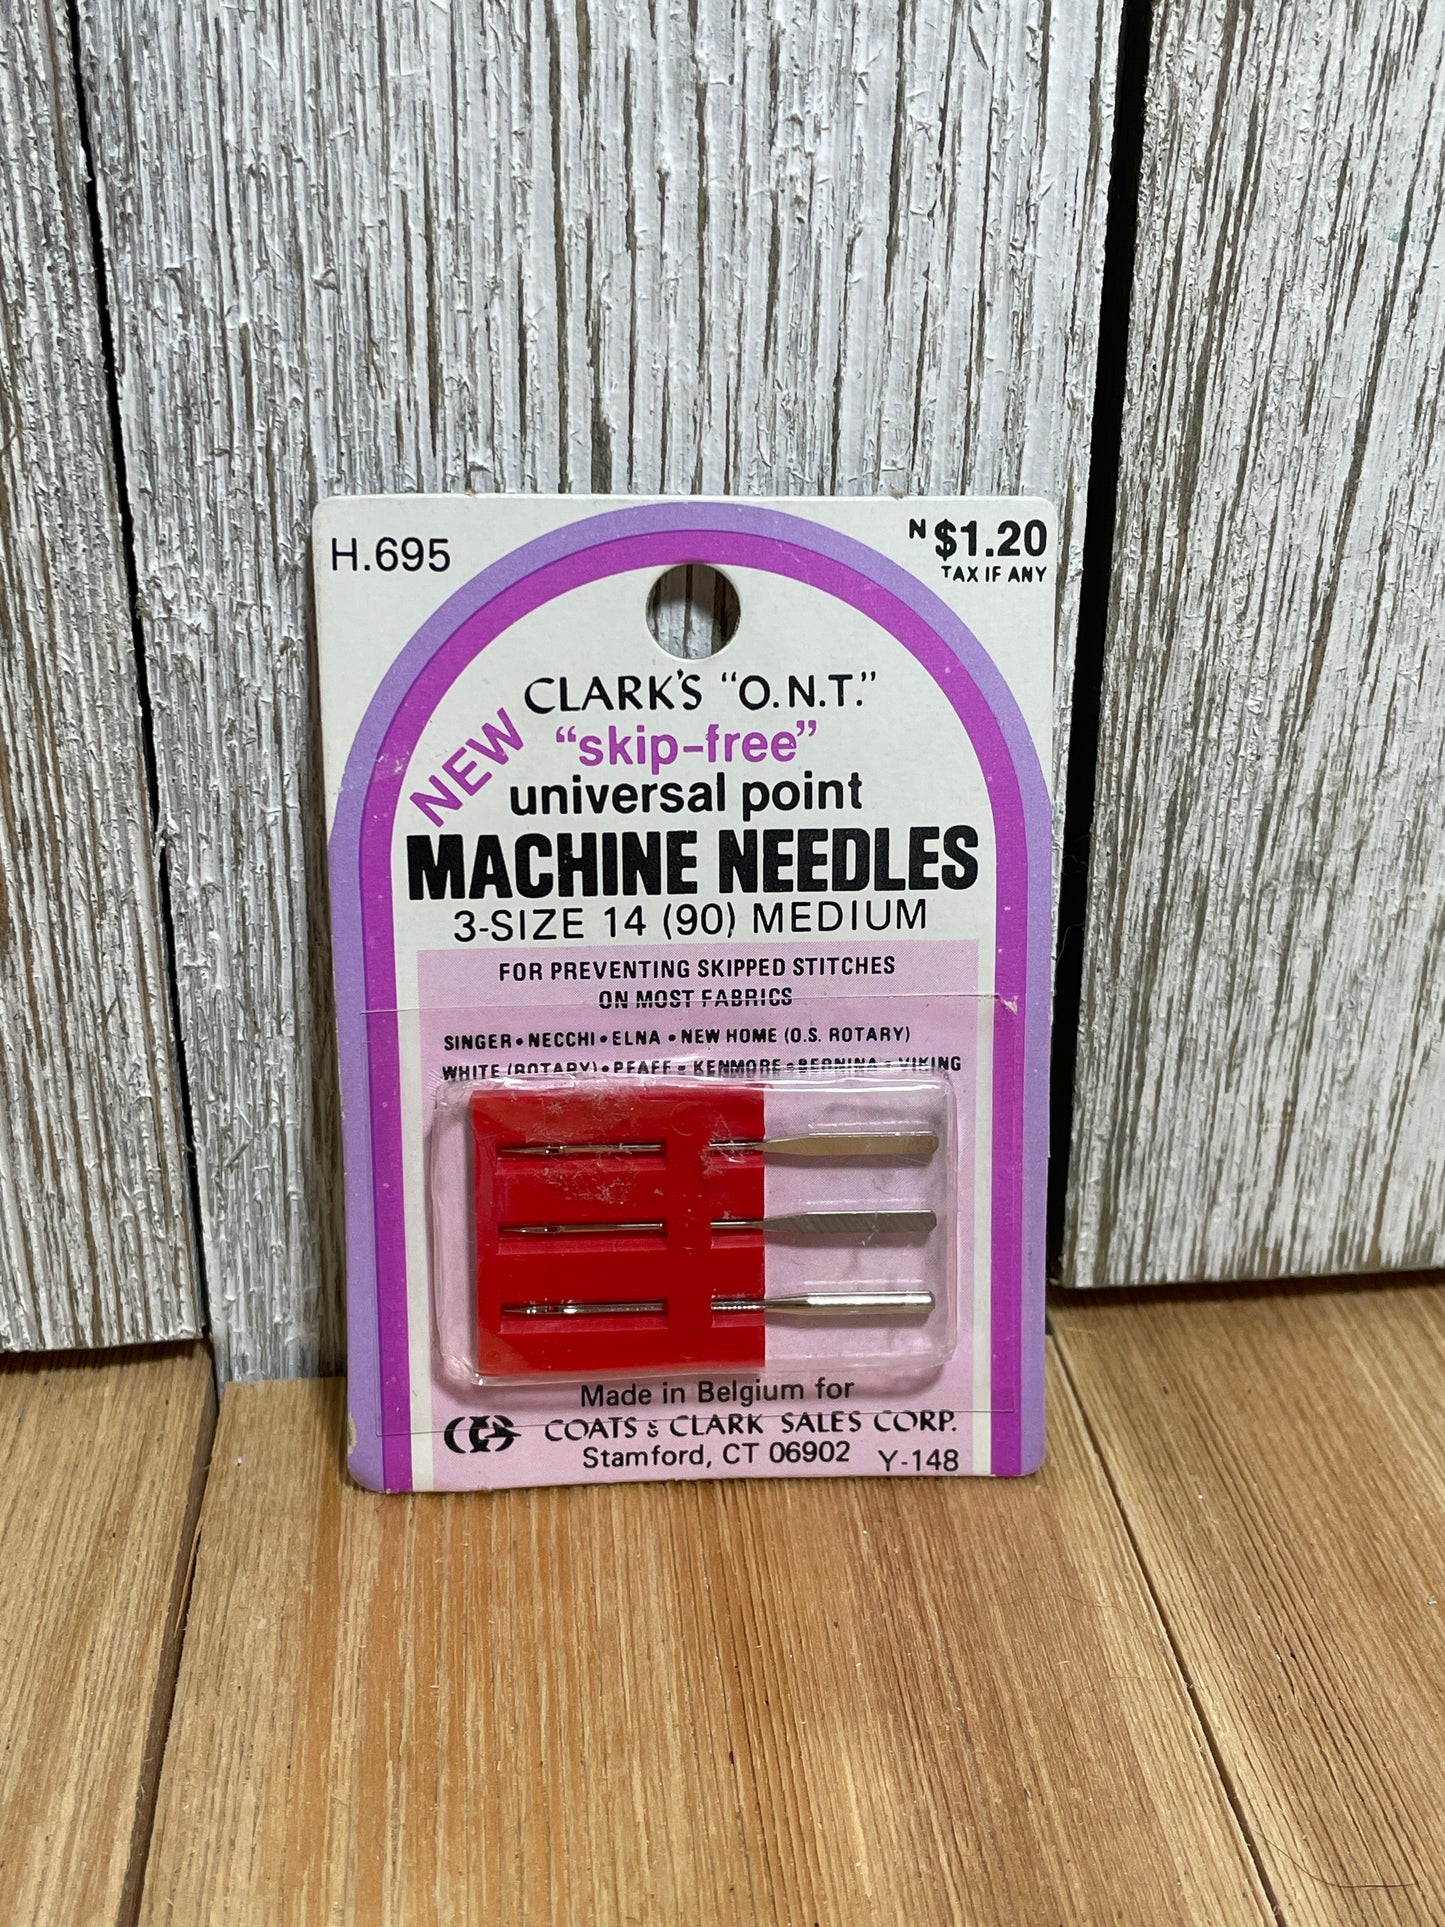 H.695
N $1.20
TAX IF ANY
CLARK'S "O.N.T."
NEW
"skip-free"
universal point
MACHINE NEEDLES
3-SIZE 14 (90) MEDIUM
FOR PREVENTING SKIPPED STITCHES
ON MOST FABRICS
SINGER • NECCHI • ELNA • NEW HOME (O.S. ROTARY)
WHITE (ROTARY) • PFAFF • KENMORE • BERNINA • VIKING
Made in Belgium for
COATS & CLARK SALES CORP.
Stamford, CT 06902 Y-148